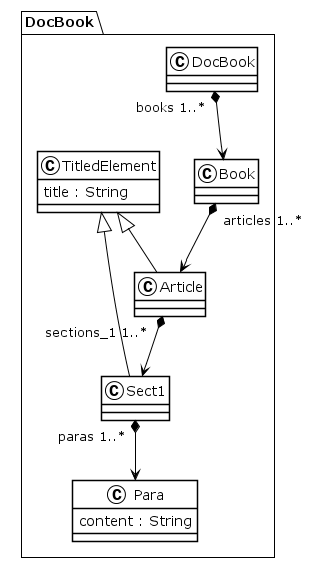 DocBook
C DocBook
books 1..*
C TitledElement
title : String
C Book
articles 1..*
C Article
sections_1 1..*
C Sect1
paras 1..*
C Para
content : String